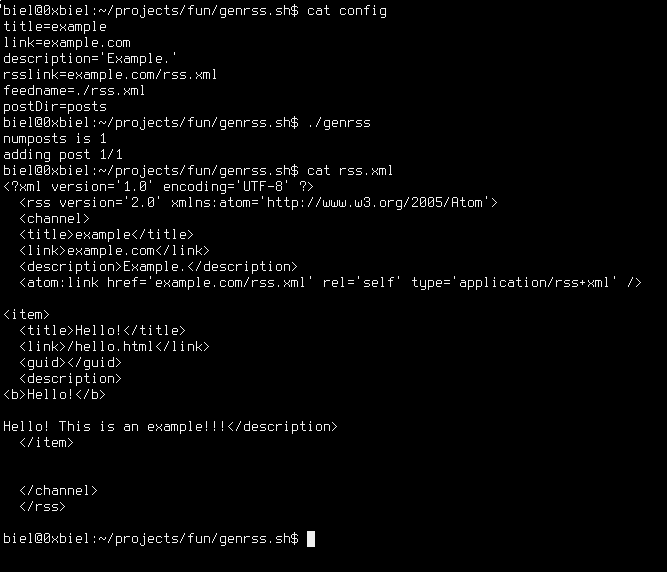 biel@0xbiel:~/projects/fun/genrss.sh$ cat config
title=example
link=example.com
description='Example.'
rsslink=example.com/rss.xml
feedname=./rss.xml
postDir=posts
biel@0xbiel:~/projects/fun/genrss.sh$ ./genrss
numposts is 1
adding post 1/1
biel@0xbiel:~/projects/fun/genrss.sh$ cat rss.xml
<?xml version='1.0' encoding='UTF-8' ?>
  <rss version='2.0' xmlns:atom='http://www.w3.org/2005/Atom'>
  <channel>
  <title>example</title>
  <link>example.com</link>
  <description>Example.</description>
  <atom:link href='example.com/rss.xml' rel='self' type='application/rss+xml' />

<item>
  <title>Hello!</title>
  <link>/hello.html</link>
  <guid></guid>
  <description>
<b>Hello!</b>

Hello! This is an example!!!</description>
  </item>


  </channel>
  </rss>

biel@0xbiel:~/projects/fun/genrss.sh$